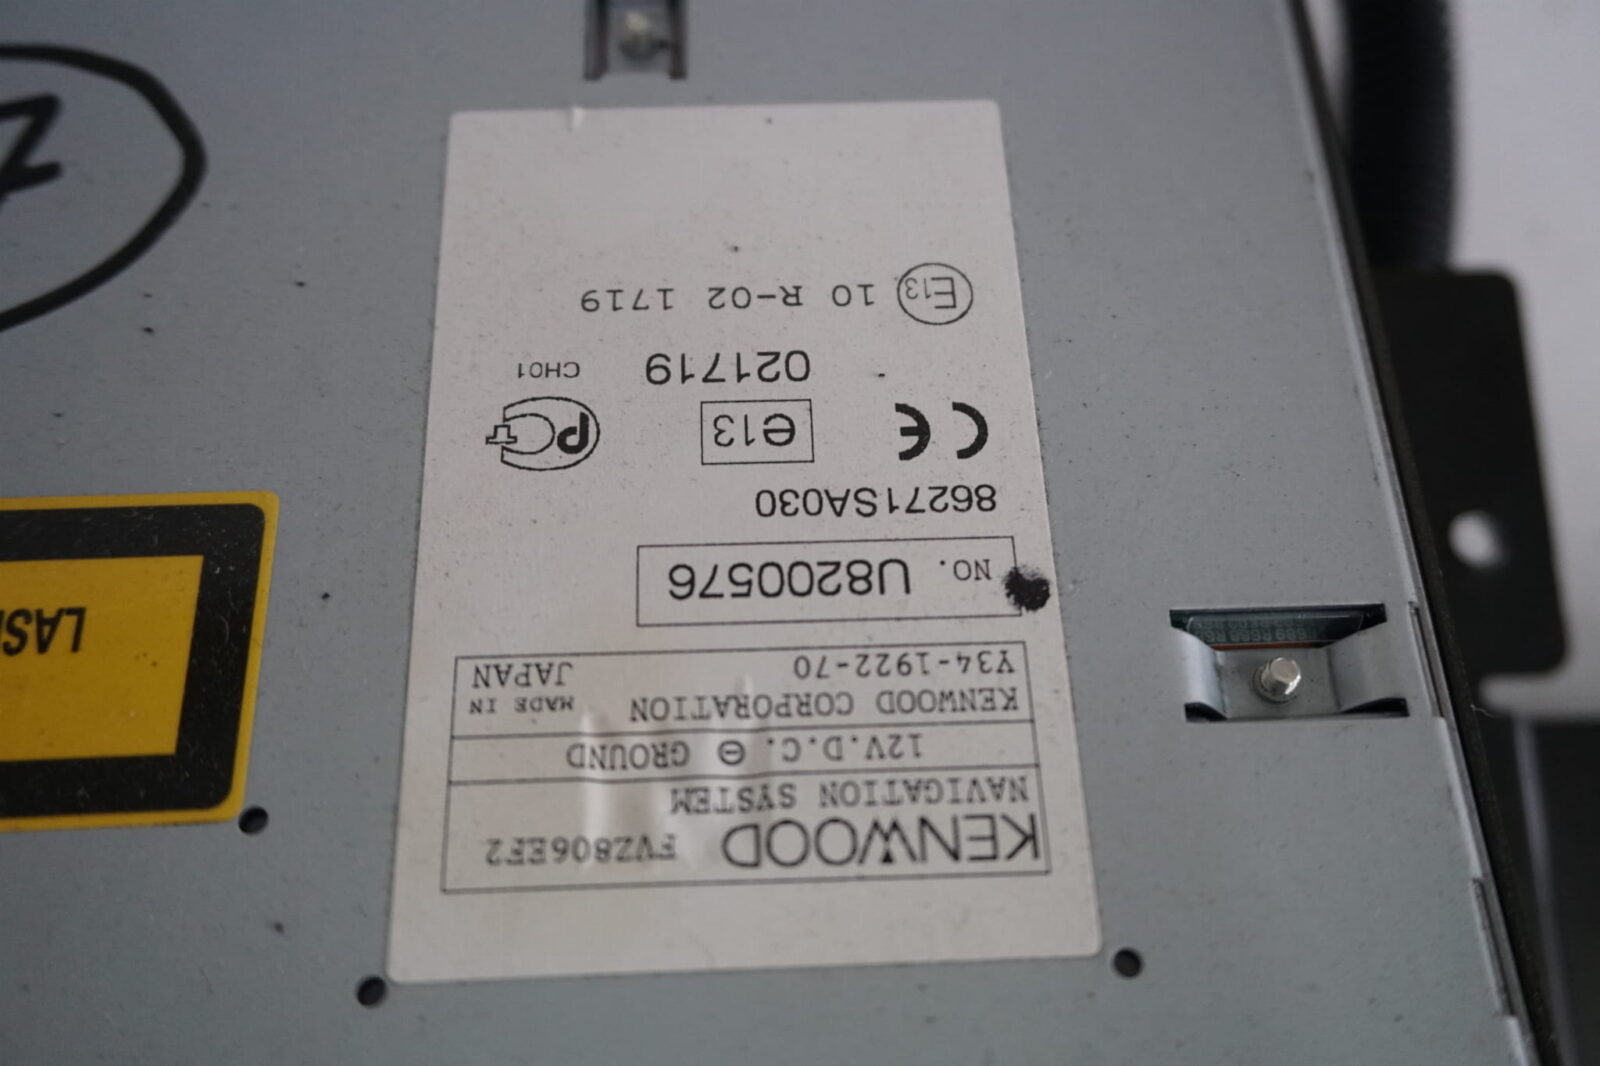 KENWOOD FVZ806EF2
NAVIGATION SYSTEM
12V.D.C. ⊖ GROUND
KENWOOD CORPORATION MADE IN
Y34-1922-70 JAPAN
NO. U8200576
86271SA030
CE e13
021719 CH01
E13 10 R-02 1719